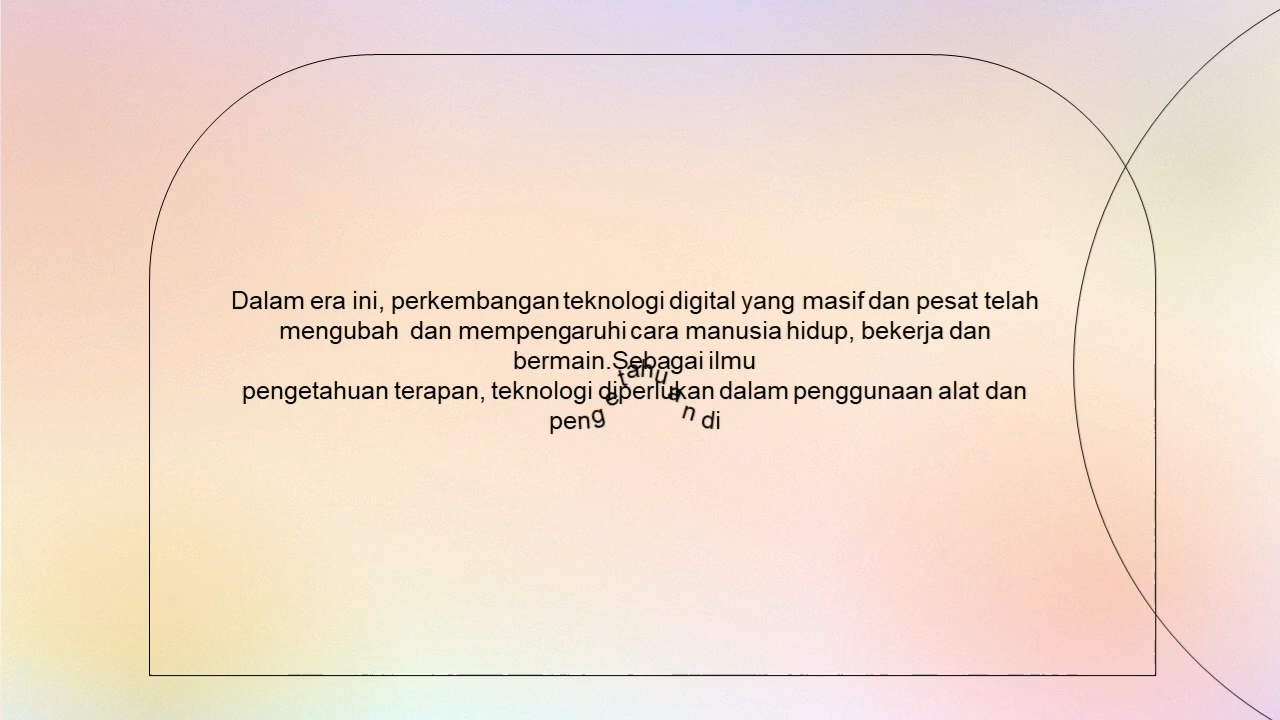 Dalam era ini, perkembangan teknologi digital yang masif dan pesat telah
mengubah dan mempengaruhi cara manusia hidup, bekerja dan
bermain.Sebagai ilmu
pengetahuan terapan, teknologi diperlukan dalam penggunaan alat dan
pengetahuan di